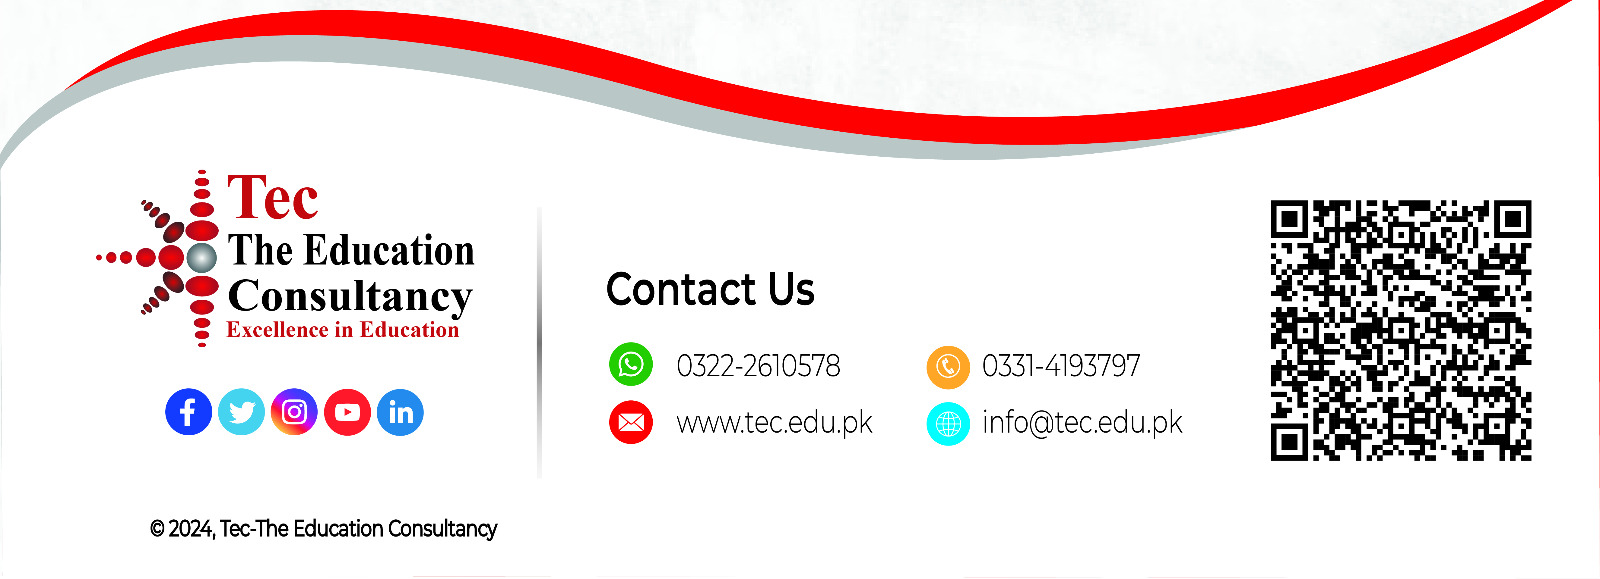 Tec
The Education
Consultancy
Excellence in Education
© 2024, Tec-The Education Consultancy
Contact Us
0322-2610578
0331-4193797
www.tec.edu.pk
info@tec.edu.pk